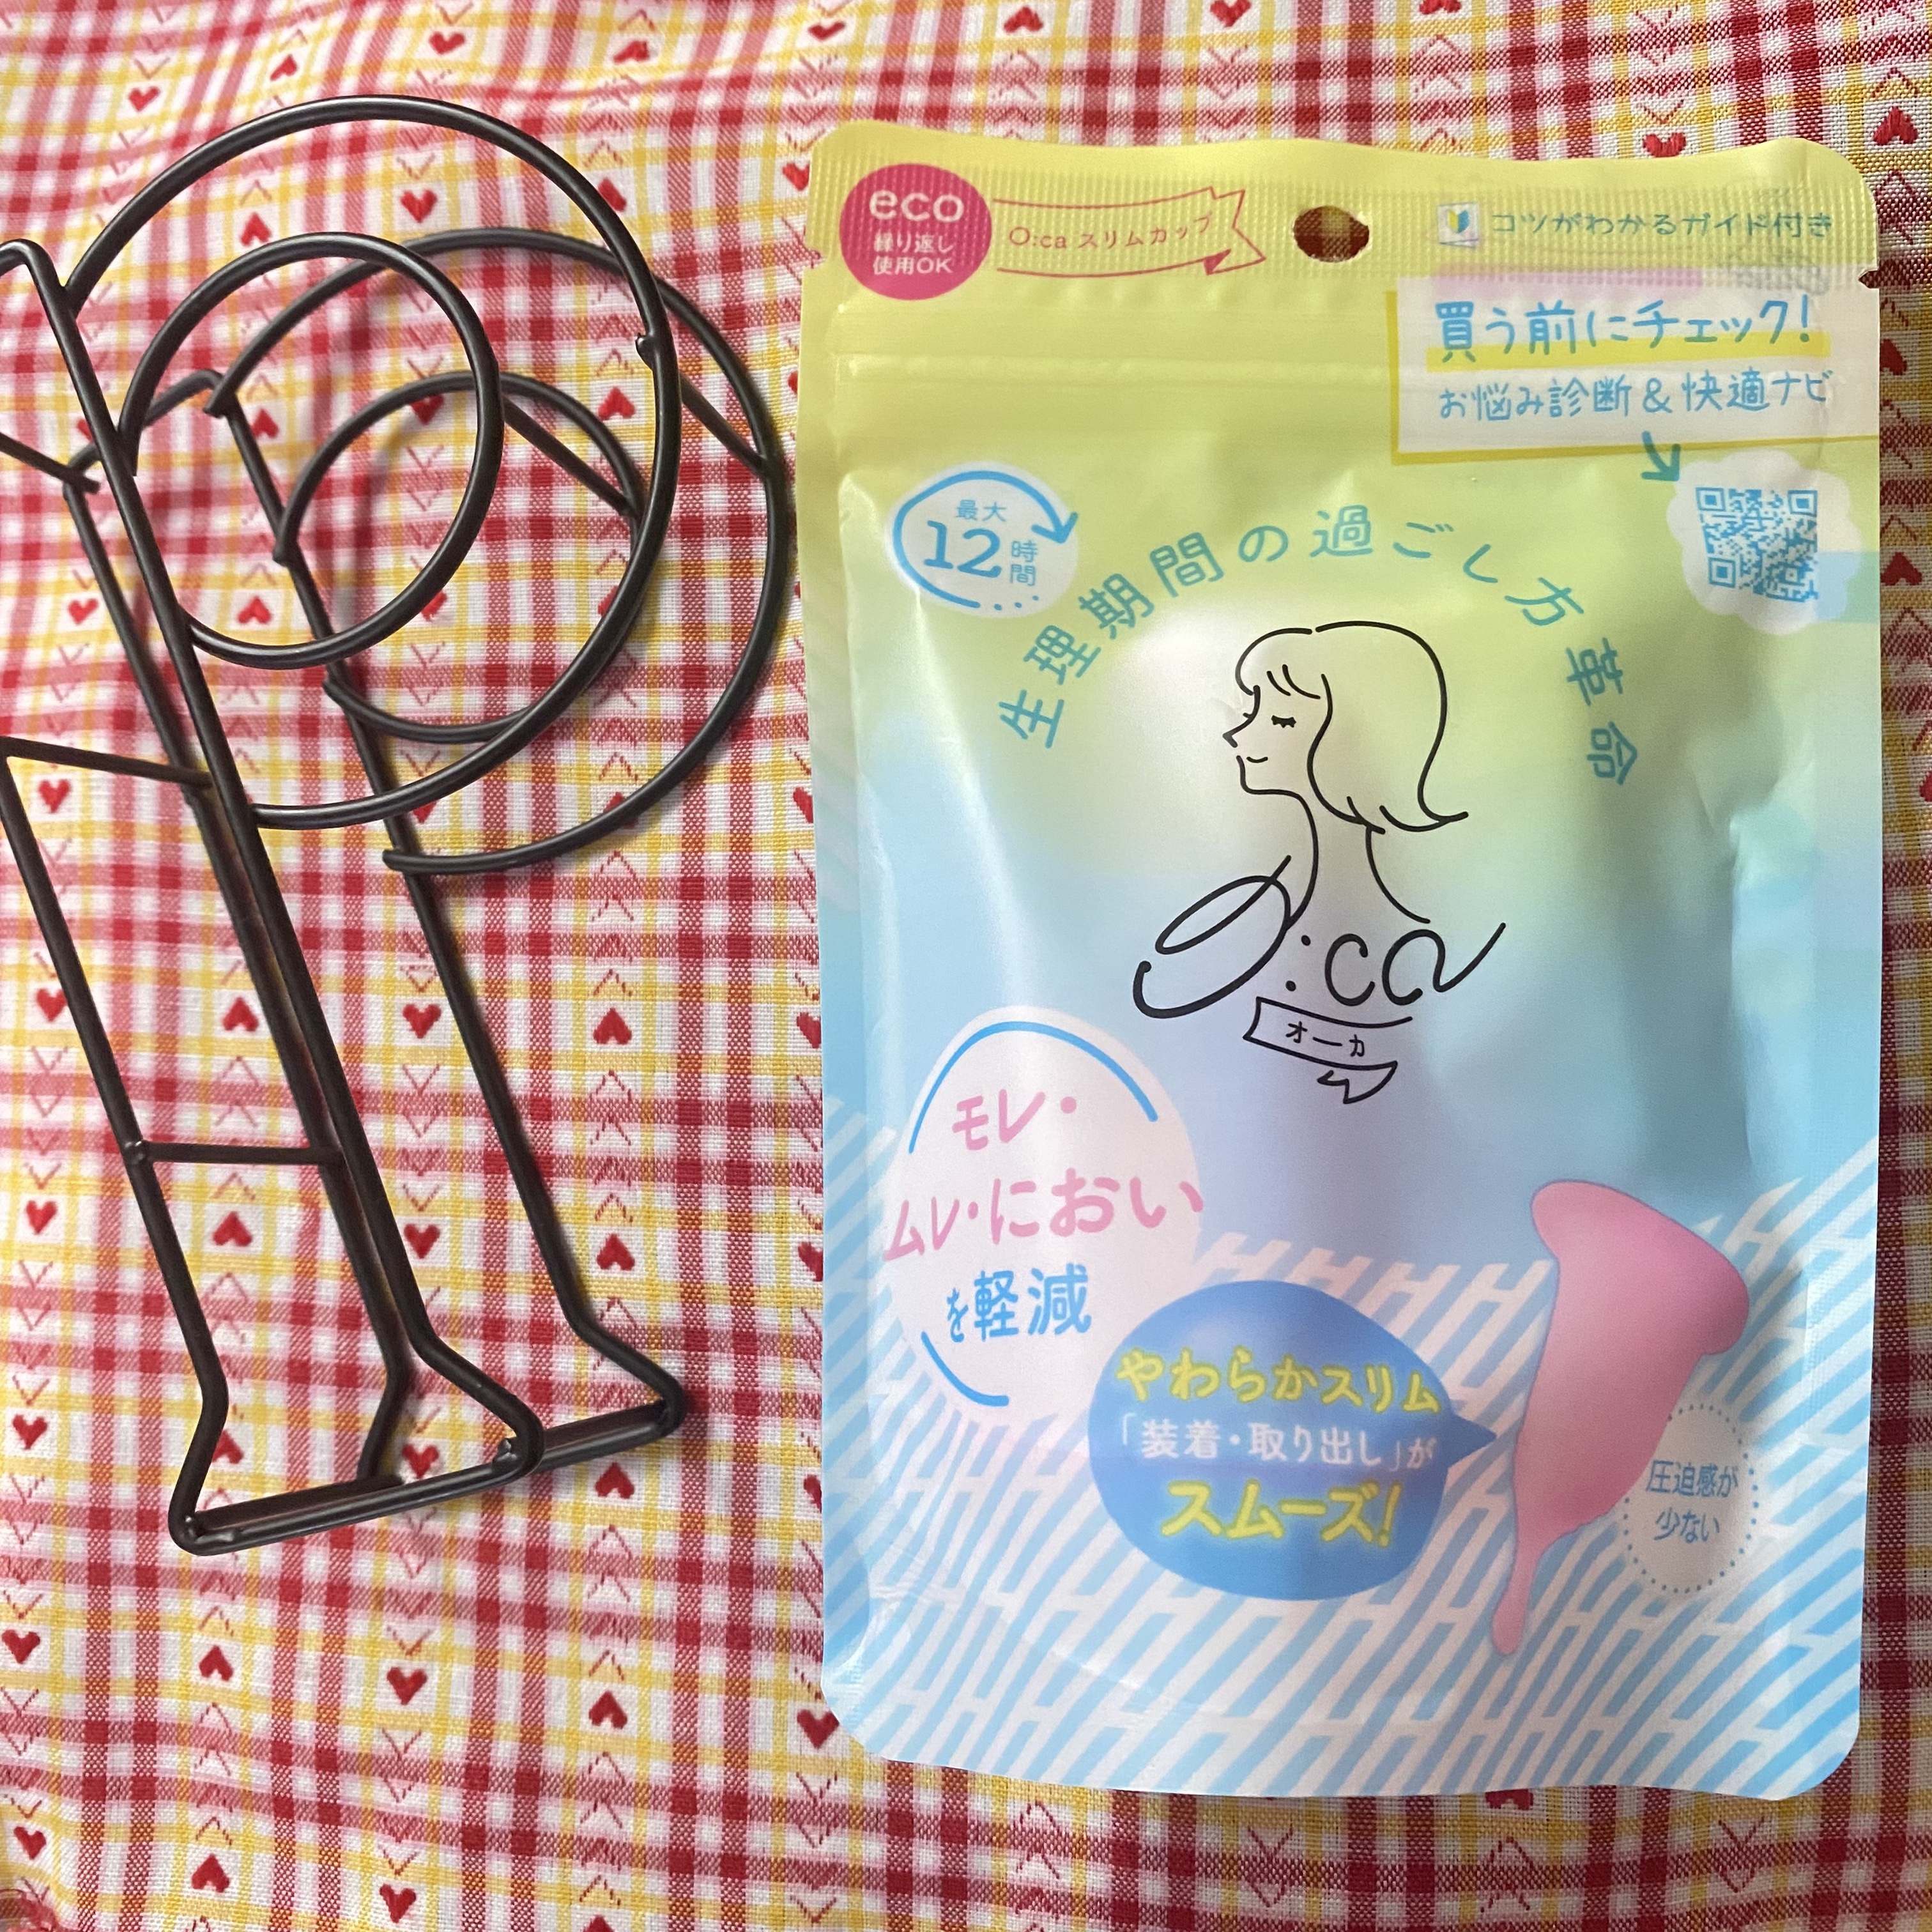 eco
繰り返し
使用OK
O:ca スリムカップ
コツがわかるガイド付き
買う前にチェック!
お悩み診断&快適ナビ
最大
12時間
生理期間の過ごし方革命
O:ca
オーカ
モレ・
ムレ・におい
を軽減
やわらかスリム
「装着・取り出し」が
スムーズ!
圧迫感が
少ない